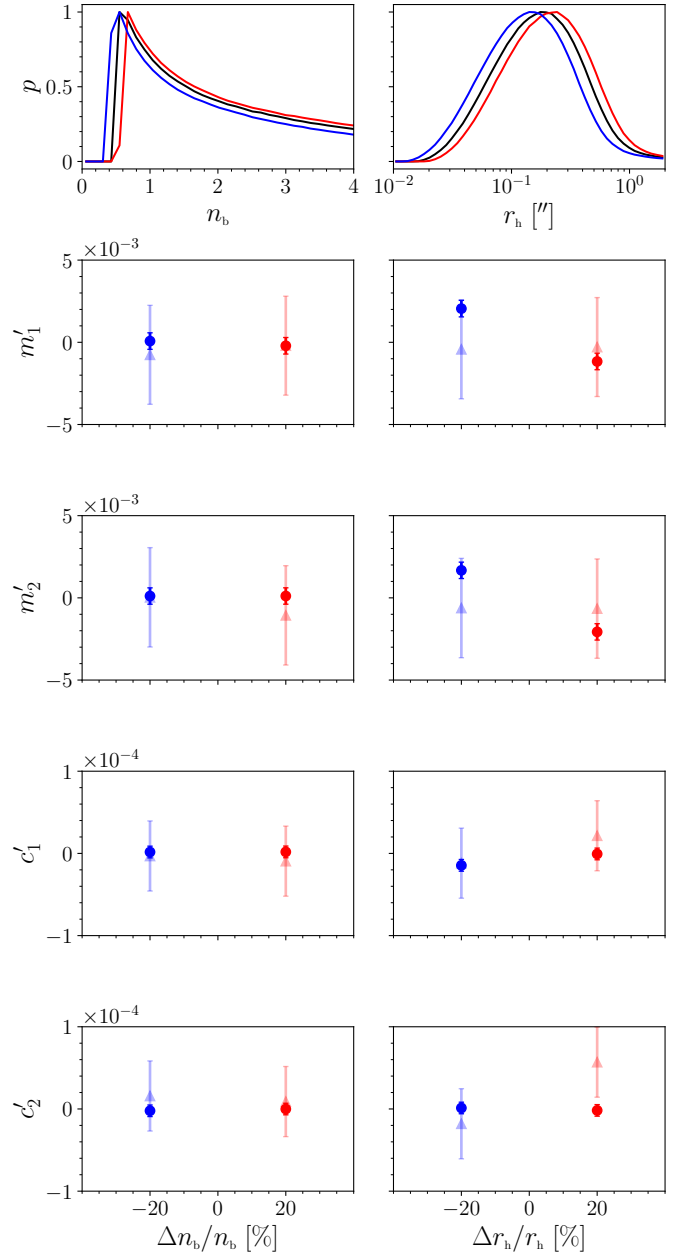 1
0.5
0
p
0 1 2 3 4
n_b
10^−2 10^−1 10^0
r_h ['']
×10^−3
5
0
−5
m′_1
×10^−3
5
0
−5
m′_2
×10^−4
1
0
−1
c′_1
×10^−4
1
0
−1
c′_2
−20 0 20
Δn_b/n_b [%]
−20 0 20
Δr_h/r_h [%]